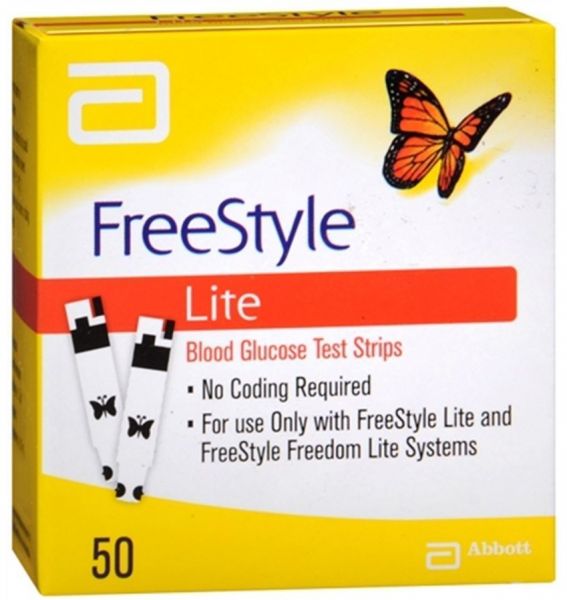 FreeStyle
Lite
Blood Glucose Test Strips
▪ No Coding Required
▪ For use Only with FreeStyle Lite and
FreeStyle Freedom Lite Systems
50
Abbott